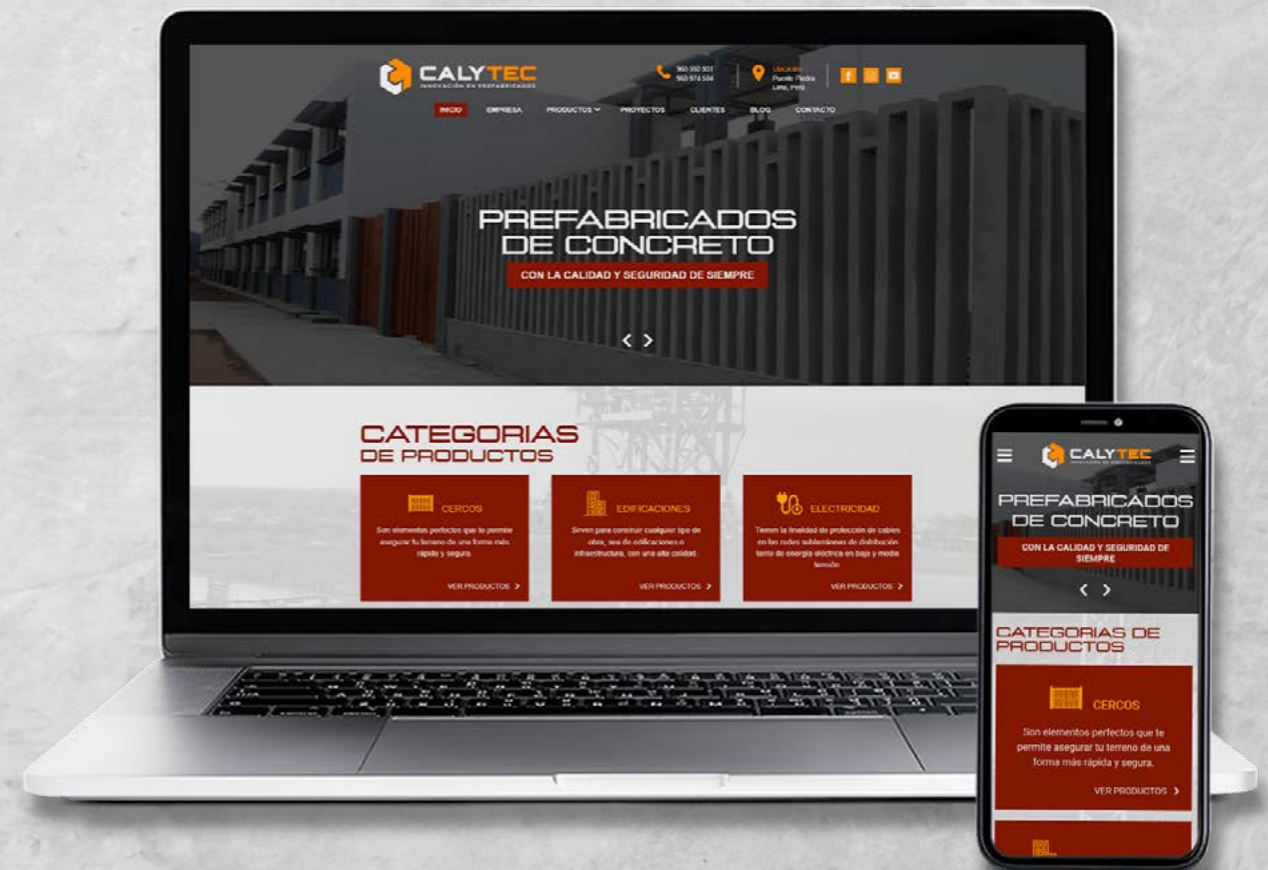 CALYTEC
INNOVACIÓN EN PREFABRICADOS
960 974 504
UBICACIÓN
Puente Piedra
Lima, Perú
INICIO EMPRESA PRODUCTOS PROYECTOS CLIENTES BLOG CONTACTO
PREFABRICADOS
DE CONCRETO
CON LA CALIDAD Y SEGURIDAD DE SIEMPRE
CATEGORIAS
DE PRODUCTOS
CERCOS
Son elementos perfectos que te permite
asegurar tu terreno de una forma más
rápida y segura.
VER PRODUCTOS
EDIFICACIONES
Sirven para construir cualquier tipo de
obra, sea de edificaciones o
infraestructura, con una alta calidad.
VER PRODUCTOS
ELECTRICIDAD
Tienen la finalidad de protección de cables
en las redes subterráneas de distribución
tanto de energía eléctrica en baja y media
tensión
VER PRODUCTOS
CALYTEC
INNOVACIÓN EN PREFABRICADOS
PREFABRICADOS
DE CONCRETO
CON LA CALIDAD Y SEGURIDAD DE
SIEMPRE
CATEGORIAS DE
PRODUCTOS
CERCOS
Son elementos perfectos que te
permite asegurar tu terreno de una
forma más rápida y segura.
VER PRODUCTOS